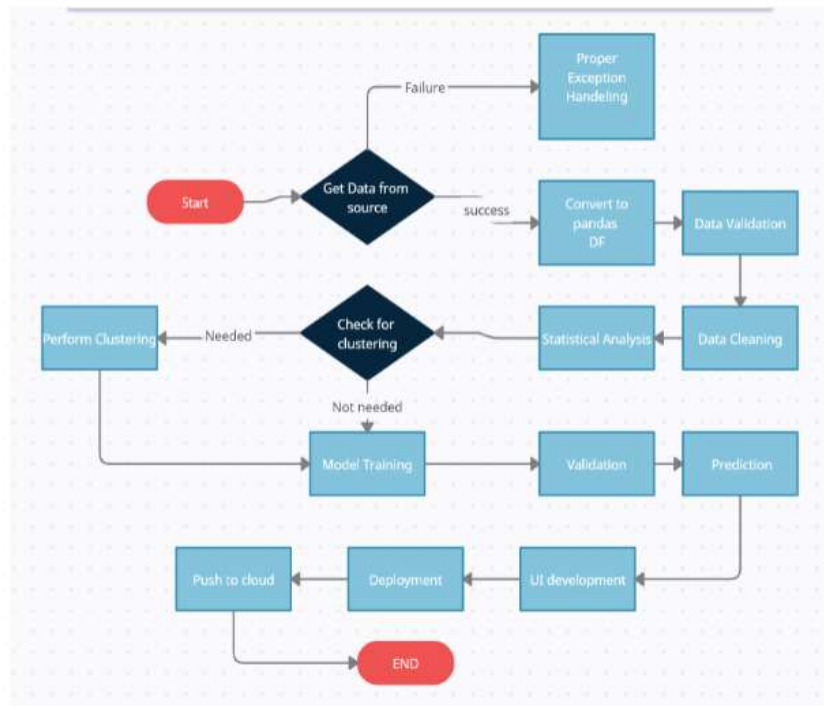 Proper
Exception
Handeling
Failure
Start
Get Data from
source
success
Convert to
pandas
DF
Data Validation
Perform Clustering
Needed
Check for
clustering
Statistical Analysis
Data Cleaning
Not needed
Model Training
Validation
Prediction
Push to cloud
Deployment
UI development
END